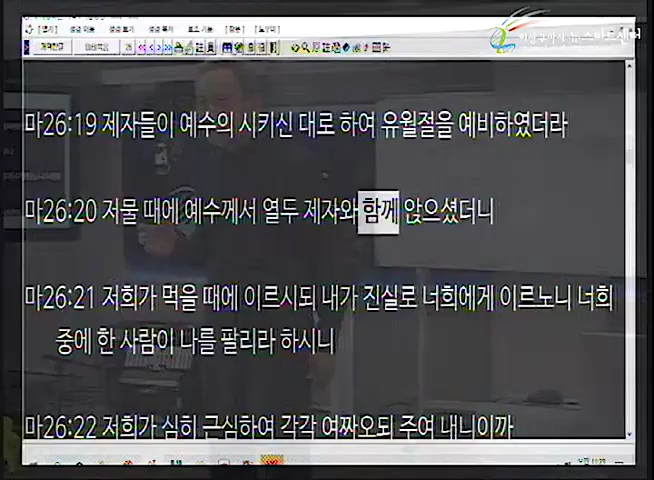 마26:19 제자들이 예수의 시키신 대로 하여 유월절을 예비하였더라
마26:20 저물 때에 예수께서 열두 제자와 함께 앉으셨더니
마26:21 저희가 먹을 때에 이르시되 내가 진실로 너희에게 이르노니 너희
중에 한 사람이 나를 팔리라 하시니
마26:22 저희가 심히 근심하여 각각 여짜오되 주여 내니이까